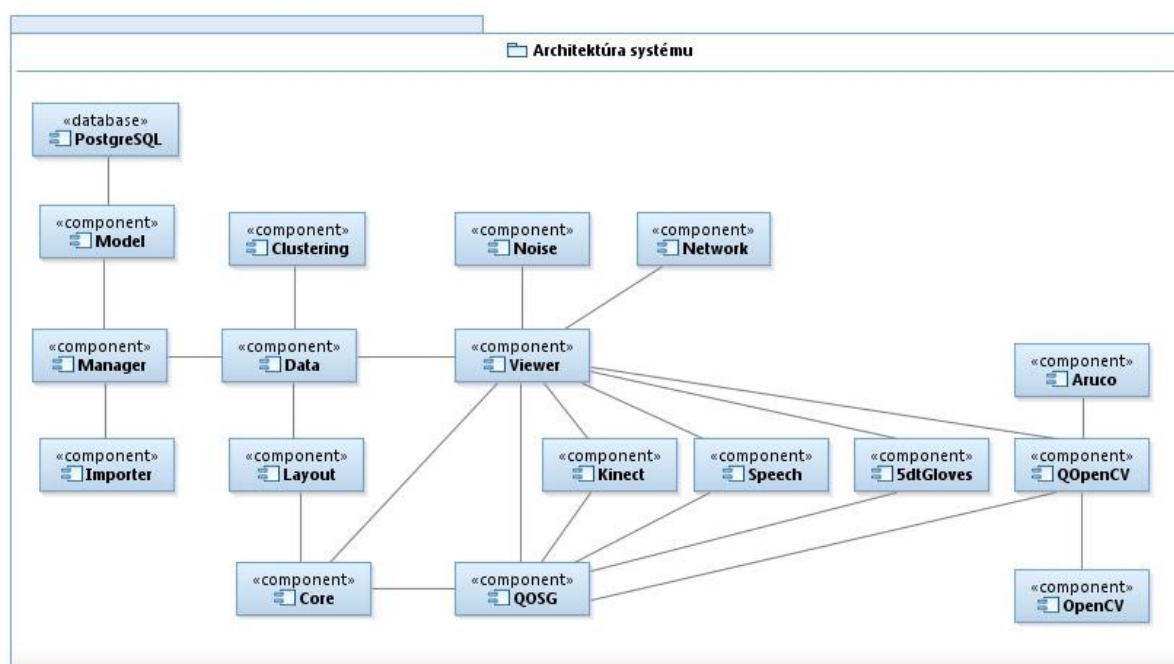 Architektúra systému
«database»
PostgreSQL
«component»
Model
«component»
Clustering
«component»
Noise
«component»
Network
«component»
Manager
«component»
Data
«component»
Viewer
«component»
Aruco
«component»
Importer
«component»
Layout
«component»
Kinect
«component»
Speech
«component»
5dtGloves
«component»
QOpenCV
«component»
Core
«component»
QOSG
«component»
OpenCV